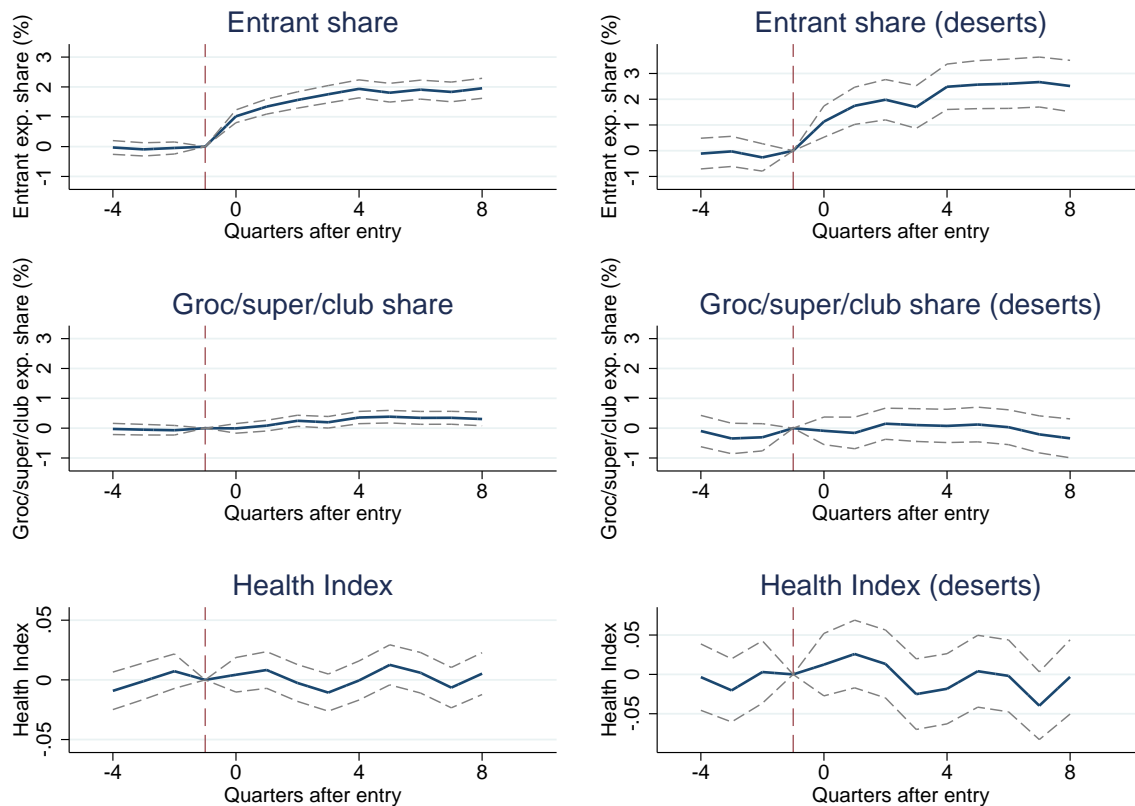 Entrant share
Entrant exp. share (%)
3
2
1
0
-1
-4
0
4
8
Quarters after entry
Entrant share (deserts)
Entrant exp. share (%)
3
2
1
0
-1
-4
0
4
8
Quarters after entry
Groc/super/club share
Groc/super/club exp. share (%)
3
2
1
0
-1
-4
0
4
8
Quarters after entry
Groc/super/club share (deserts)
Groc/super/club exp. share (%)
3
2
1
0
-1
-4
0
4
8
Quarters after entry
Health Index
Health Index
.05
0
-.05
-4
0
4
8
Quarters after entry
Health Index (deserts)
Health Index
.05
0
-.05
-4
0
4
8
Quarters after entry